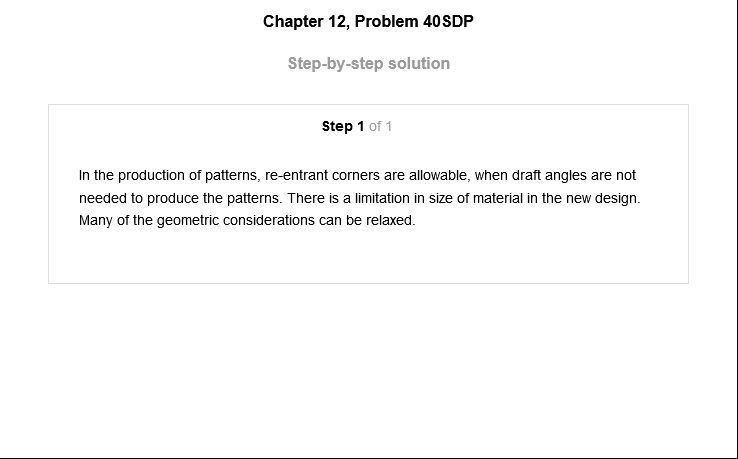 Chapter 12, Problem 40SDP
Step-by-step solution
Step 1 of 1
In the production of patterns, re-entrant corners are allowable, when draft angles are not
needed to produce the patterns. There is a limitation in size of material in the new design.
Many of the geometric considerations can be relaxed.